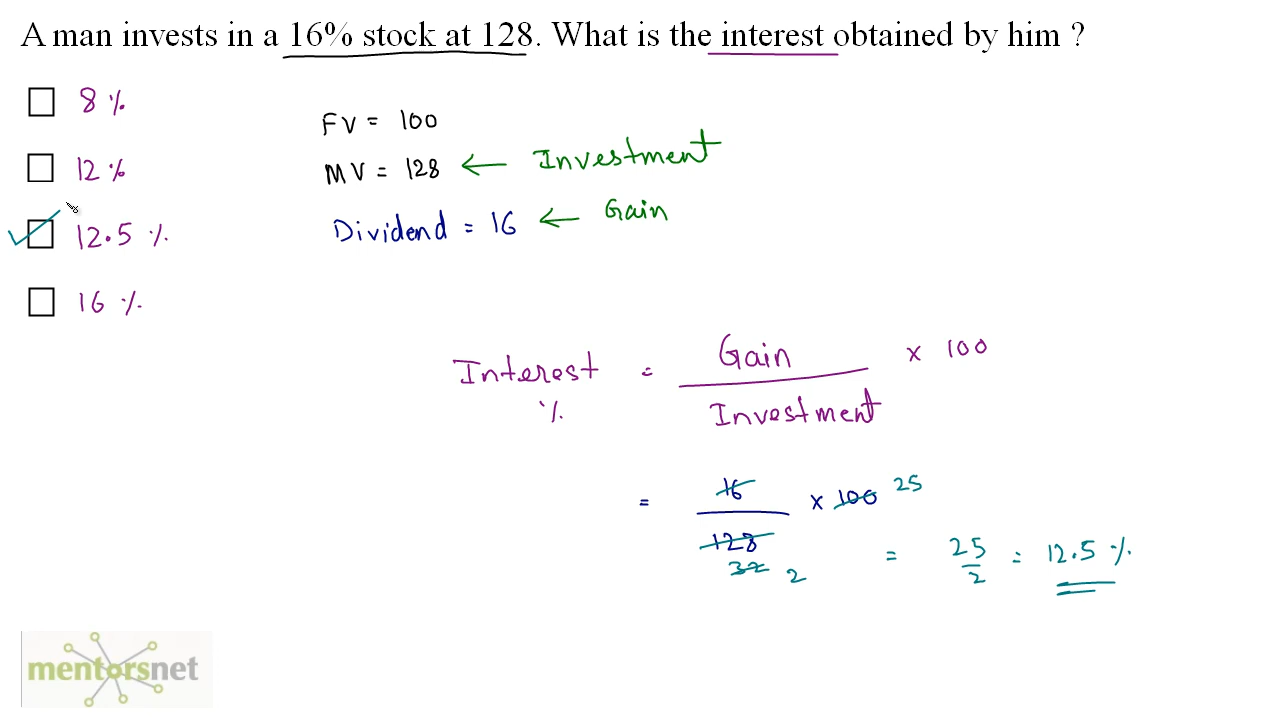 A man invests in a 16% stock at 128. What is the interest obtained by him ?
8 %
12 %
12.5 %
16 %
FV = 100
MV = 128 ← Investment
Dividend = 16 ← Gain
Interest % = Gain / Investment × 100
= 16 / 128 32 2 × 100 25
= 25 / 2 = 12.5 %
mentorsnet